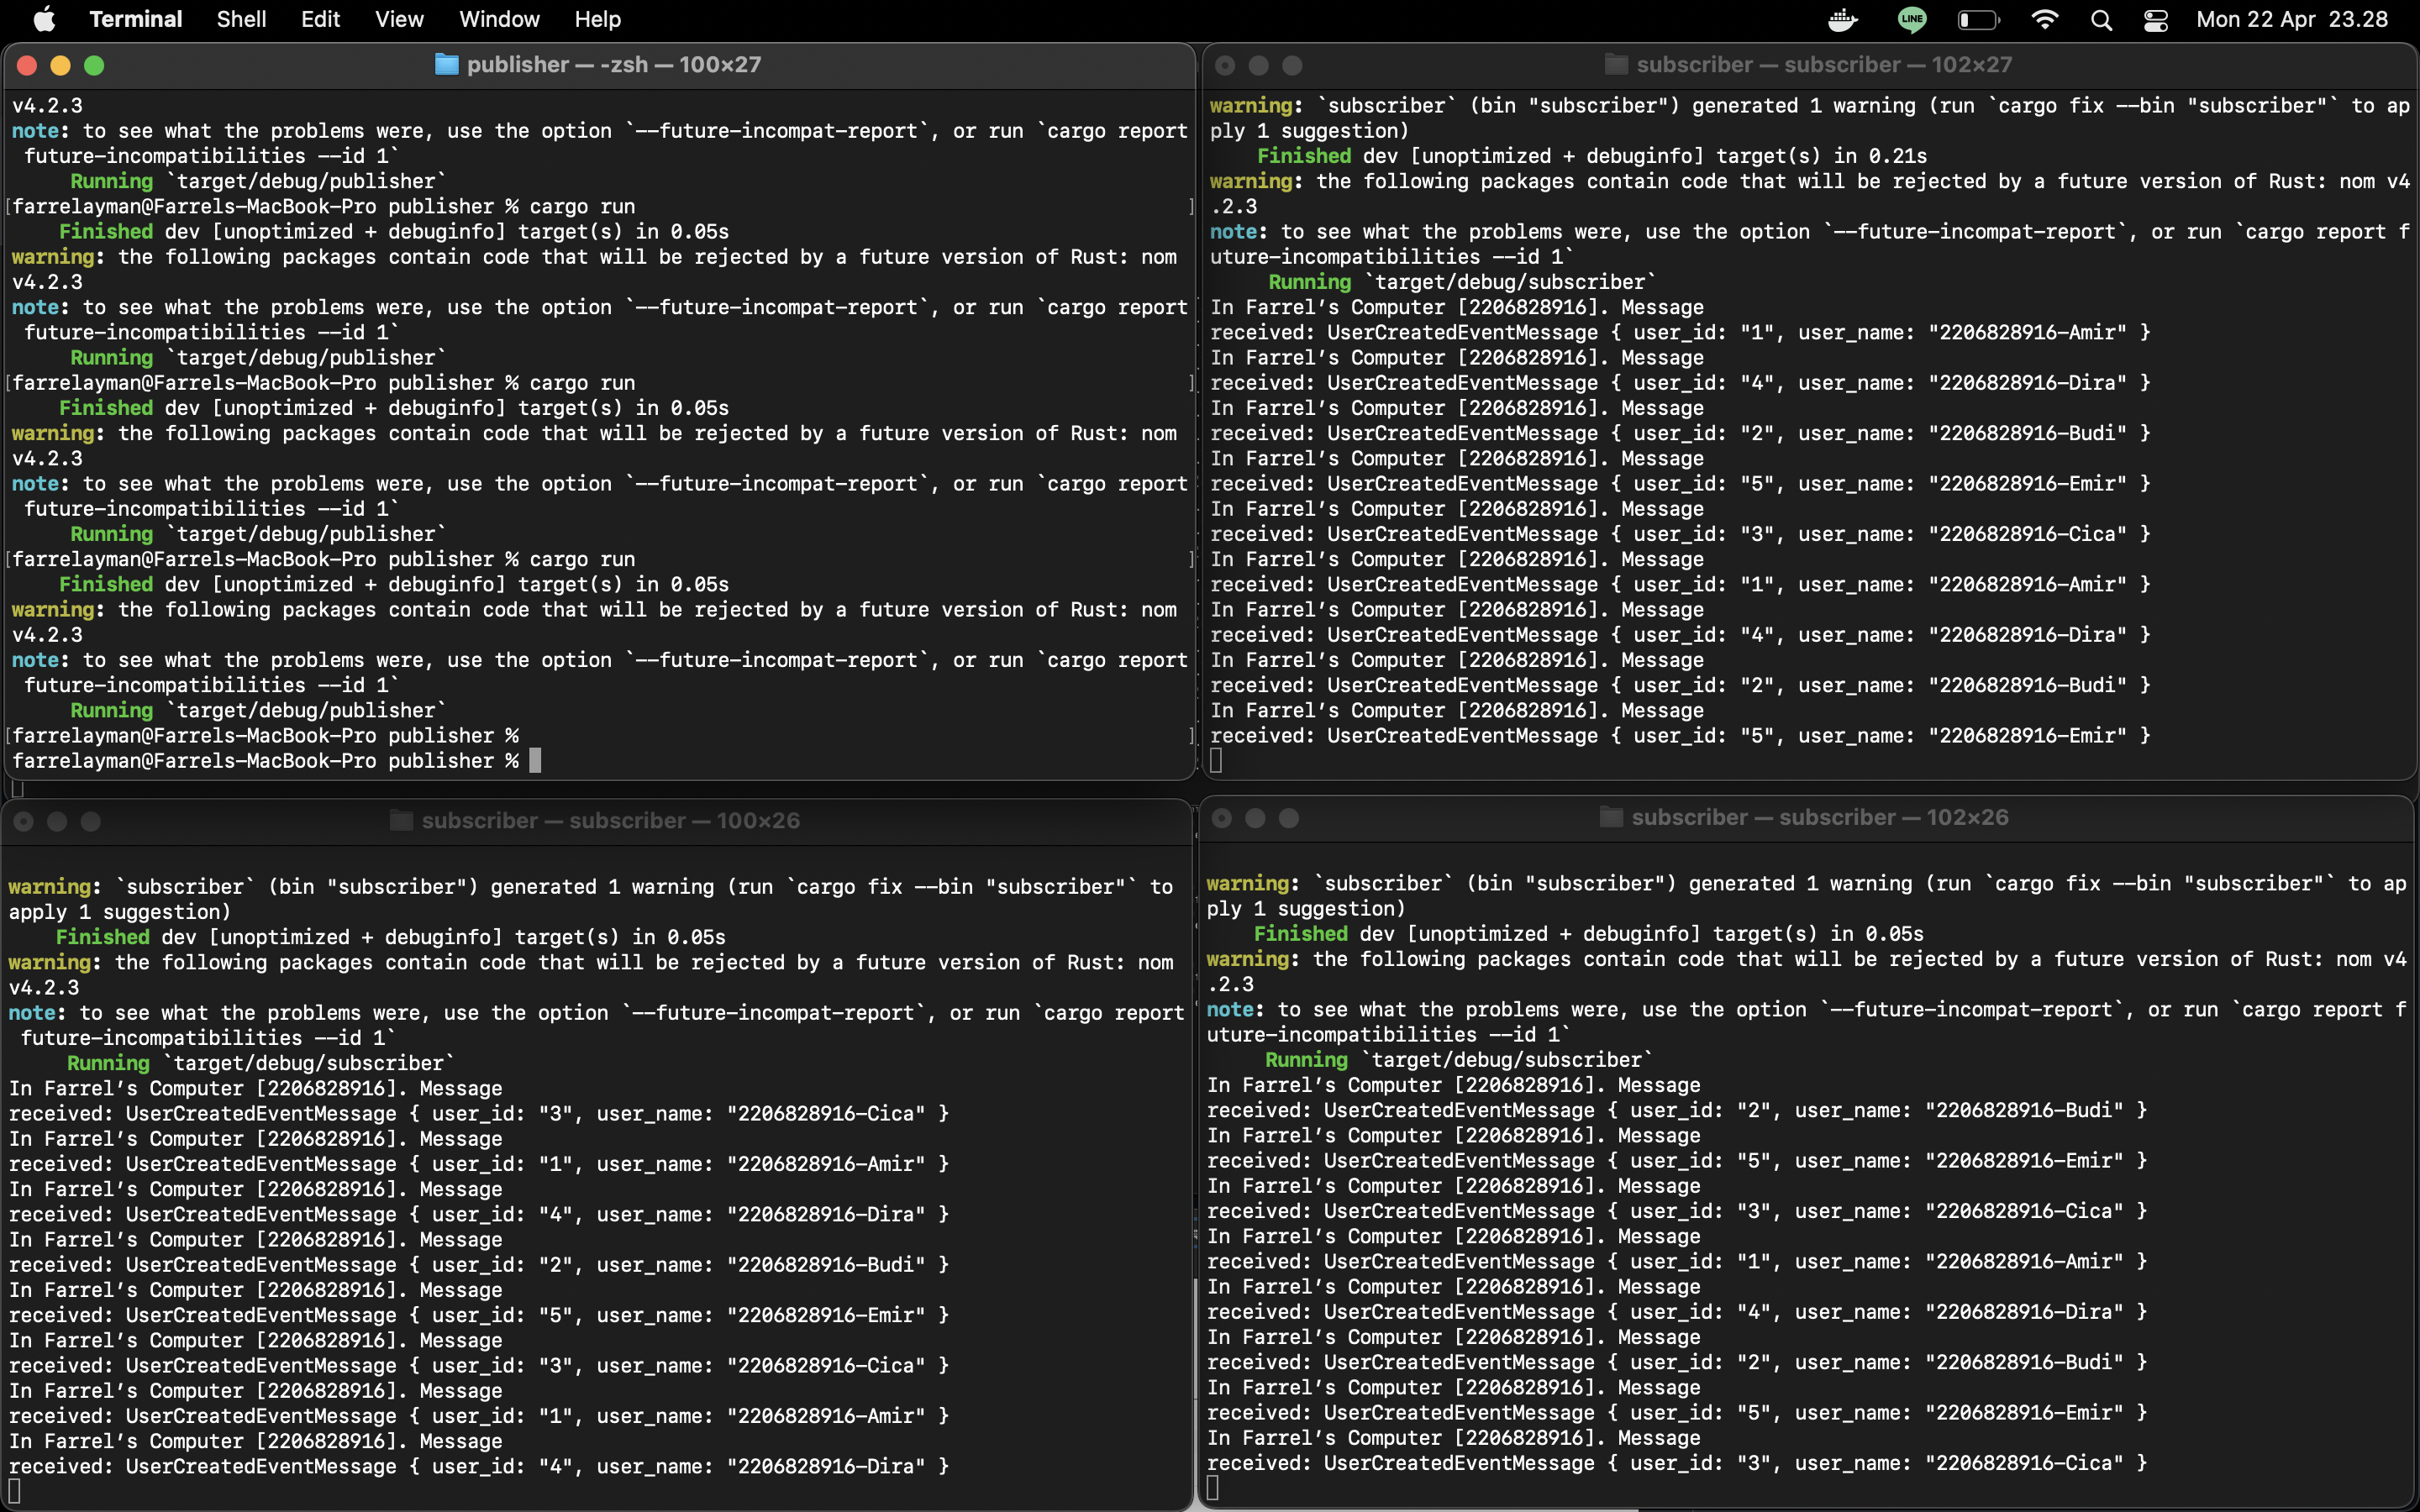 Terminal Shell Edit View Window Help LINE Mon 22 Apr 23.28
publisher — -zsh — 100×27
v4.2.3
note: to see what the problems were, use the option `--future-incompat-report`, or run `cargo report
future-incompatibilities --id 1`
Running `target/debug/publisher`
[farrelayman@Farrels-MacBook-Pro publisher % cargo run ]
Finished dev [unoptimized + debuginfo] target(s) in 0.05s
warning: the following packages contain code that will be rejected by a future version of Rust: nom
v4.2.3
note: to see what the problems were, use the option `--future-incompat-report`, or run `cargo report
future-incompatibilities --id 1`
Running `target/debug/publisher`
[farrelayman@Farrels-MacBook-Pro publisher % cargo run ]
Finished dev [unoptimized + debuginfo] target(s) in 0.05s
warning: the following packages contain code that will be rejected by a future version of Rust: nom
v4.2.3
note: to see what the problems were, use the option `--future-incompat-report`, or run `cargo report
future-incompatibilities --id 1`
Running `target/debug/publisher`
[farrelayman@Farrels-MacBook-Pro publisher % cargo run ]
Finished dev [unoptimized + debuginfo] target(s) in 0.05s
warning: the following packages contain code that will be rejected by a future version of Rust: nom
v4.2.3
note: to see what the problems were, use the option `--future-incompat-report`, or run `cargo report
future-incompatibilities --id 1`
Running `target/debug/publisher`
[farrelayman@Farrels-MacBook-Pro publisher % ]
farrelayman@Farrels-MacBook-Pro publisher %
subscriber — subscriber — 102×27
warning: `subscriber` (bin "subscriber") generated 1 warning (run `cargo fix --bin "subscriber"` to ap
ply 1 suggestion)
Finished dev [unoptimized + debuginfo] target(s) in 0.21s
warning: the following packages contain code that will be rejected by a future version of Rust: nom v4
.2.3
note: to see what the problems were, use the option `--future-incompat-report`, or run `cargo report f
uture-incompatibilities --id 1`
Running `target/debug/subscriber`
In Farrel’s Computer [2206828916]. Message
received: UserCreatedEventMessage { user_id: "1", user_name: "2206828916-Amir" }
In Farrel’s Computer [2206828916]. Message
received: UserCreatedEventMessage { user_id: "4", user_name: "2206828916-Dira" }
In Farrel’s Computer [2206828916]. Message
received: UserCreatedEventMessage { user_id: "2", user_name: "2206828916-Budi" }
In Farrel’s Computer [2206828916]. Message
received: UserCreatedEventMessage { user_id: "5", user_name: "2206828916-Emir" }
In Farrel’s Computer [2206828916]. Message
received: UserCreatedEventMessage { user_id: "3", user_name: "2206828916-Cica" }
In Farrel’s Computer [2206828916]. Message
received: UserCreatedEventMessage { user_id: "1", user_name: "2206828916-Amir" }
In Farrel’s Computer [2206828916]. Message
received: UserCreatedEventMessage { user_id: "4", user_name: "2206828916-Dira" }
In Farrel’s Computer [2206828916]. Message
received: UserCreatedEventMessage { user_id: "2", user_name: "2206828916-Budi" }
In Farrel’s Computer [2206828916]. Message
received: UserCreatedEventMessage { user_id: "5", user_name: "2206828916-Emir" }
subscriber — subscriber — 100×26
warning: `subscriber` (bin "subscriber") generated 1 warning (run `cargo fix --bin "subscriber"` to
apply 1 suggestion)
Finished dev [unoptimized + debuginfo] target(s) in 0.05s
warning: the following packages contain code that will be rejected by a future version of Rust: nom
v4.2.3
note: to see what the problems were, use the option `--future-incompat-report`, or run `cargo report
future-incompatibilities --id 1`
Running `target/debug/subscriber`
In Farrel’s Computer [2206828916]. Message
received: UserCreatedEventMessage { user_id: "3", user_name: "2206828916-Cica" }
In Farrel’s Computer [2206828916]. Message
received: UserCreatedEventMessage { user_id: "1", user_name: "2206828916-Amir" }
In Farrel’s Computer [2206828916]. Message
received: UserCreatedEventMessage { user_id: "4", user_name: "2206828916-Dira" }
In Farrel’s Computer [2206828916]. Message
received: UserCreatedEventMessage { user_id: "2", user_name: "2206828916-Budi" }
In Farrel’s Computer [2206828916]. Message
received: UserCreatedEventMessage { user_id: "5", user_name: "2206828916-Emir" }
In Farrel’s Computer [2206828916]. Message
received: UserCreatedEventMessage { user_id: "3", user_name: "2206828916-Cica" }
In Farrel’s Computer [2206828916]. Message
received: UserCreatedEventMessage { user_id: "1", user_name: "2206828916-Amir" }
In Farrel’s Computer [2206828916]. Message
received: UserCreatedEventMessage { user_id: "4", user_name: "2206828916-Dira" }
subscriber — subscriber — 102×26
warning: `subscriber` (bin "subscriber") generated 1 warning (run `cargo fix --bin "subscriber"` to ap
ply 1 suggestion)
Finished dev [unoptimized + debuginfo] target(s) in 0.05s
warning: the following packages contain code that will be rejected by a future version of Rust: nom v4
.2.3
note: to see what the problems were, use the option `--future-incompat-report`, or run `cargo report f
uture-incompatibilities --id 1`
Running `target/debug/subscriber`
In Farrel’s Computer [2206828916]. Message
received: UserCreatedEventMessage { user_id: "2", user_name: "2206828916-Budi" }
In Farrel’s Computer [2206828916]. Message
received: UserCreatedEventMessage { user_id: "5", user_name: "2206828916-Emir" }
In Farrel’s Computer [2206828916]. Message
received: UserCreatedEventMessage { user_id: "3", user_name: "2206828916-Cica" }
In Farrel’s Computer [2206828916]. Message
received: UserCreatedEventMessage { user_id: "1", user_name: "2206828916-Amir" }
In Farrel’s Computer [2206828916]. Message
received: UserCreatedEventMessage { user_id: "4", user_name: "2206828916-Dira" }
In Farrel’s Computer [2206828916]. Message
received: UserCreatedEventMessage { user_id: "2", user_name: "2206828916-Budi" }
In Farrel’s Computer [2206828916]. Message
received: UserCreatedEventMessage { user_id: "5", user_name: "2206828916-Emir" }
In Farrel’s Computer [2206828916]. Message
received: UserCreatedEventMessage { user_id: "3", user_name: "2206828916-Cica" }